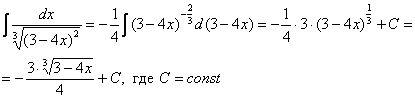 ∫ dx / ∛((3−4x)²) = −1/4 ∫ (3−4x)^(−2/3) d(3−4x) = −1/4 · 3 · (3−4x)^(1/3) + C =
= −(3·∛(3−4x))/4 + C, где C = const